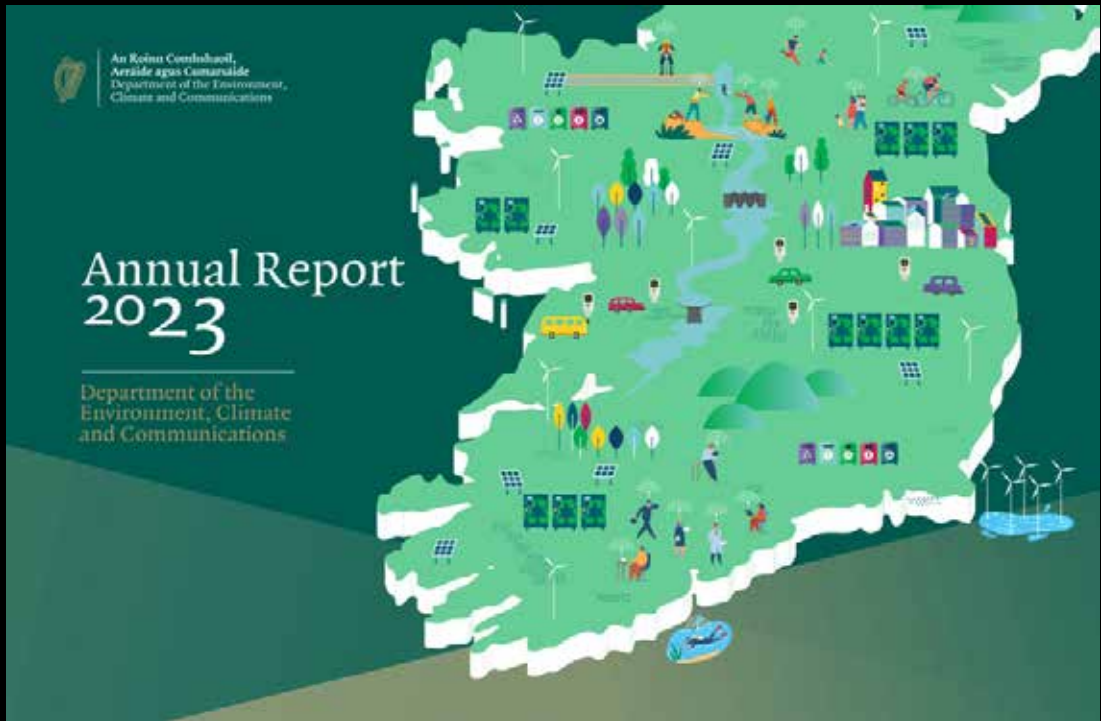 An Roinn Comhshaoil,
Aeráide agus Cumarsáide
Department of the Environment,
Climate and Communications
Annual Report
2023
Department of the
Environment, Climate
and Communications